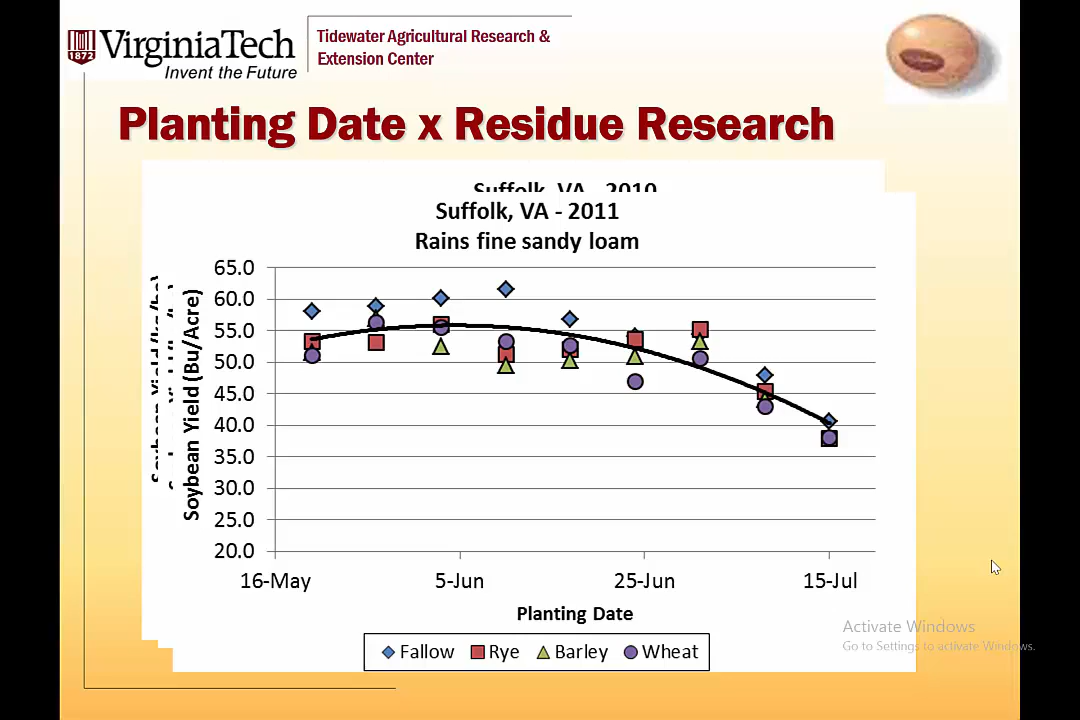 VirginiaTech
1872
Invent the Future
Tidewater Agricultural Research &
Extension Center
Planting Date x Residue Research
Suffolk, VA - 2010
Suffolk, VA - 2011
Rains fine sandy loam
Soybean Yield (Bu/Acre)
65.0
60.0
55.0
50.0
45.0
40.0
35.0
30.0
25.0
20.0
16-May 5-Jun 25-Jun 15-Jul
Planting Date
Fallow Rye Barley Wheat
Activate Windows
Go to Settings to activate Windows.